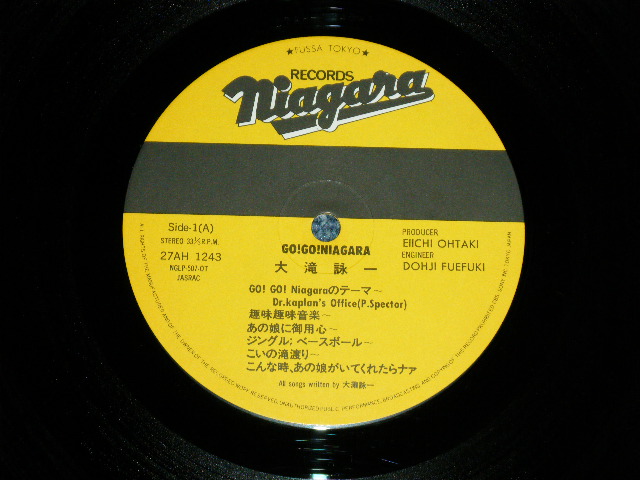 ★FUSSA TOKYO★
RECORDS
Niagara
Side-1(A)
STEREO 33⅓ R.P.M.
27AH 1243
NGLP-502-OT
JASRAC
PRODUCER
EIICHI OHTAKI
ENGINEER
DOHJI FUEFUKI
GO!GO!NIAGARA
大滝詠一
GO! GO! Niagaraのテーマ～
Dr.kaplan's Office(P.Spector)
趣味趣味音楽～
あの娘に御用心～
ジングル; ベースボール～
こいの滝渡り～
こんな時、あの娘がいてくれたらナァ
All songs written by 大瀧詠一